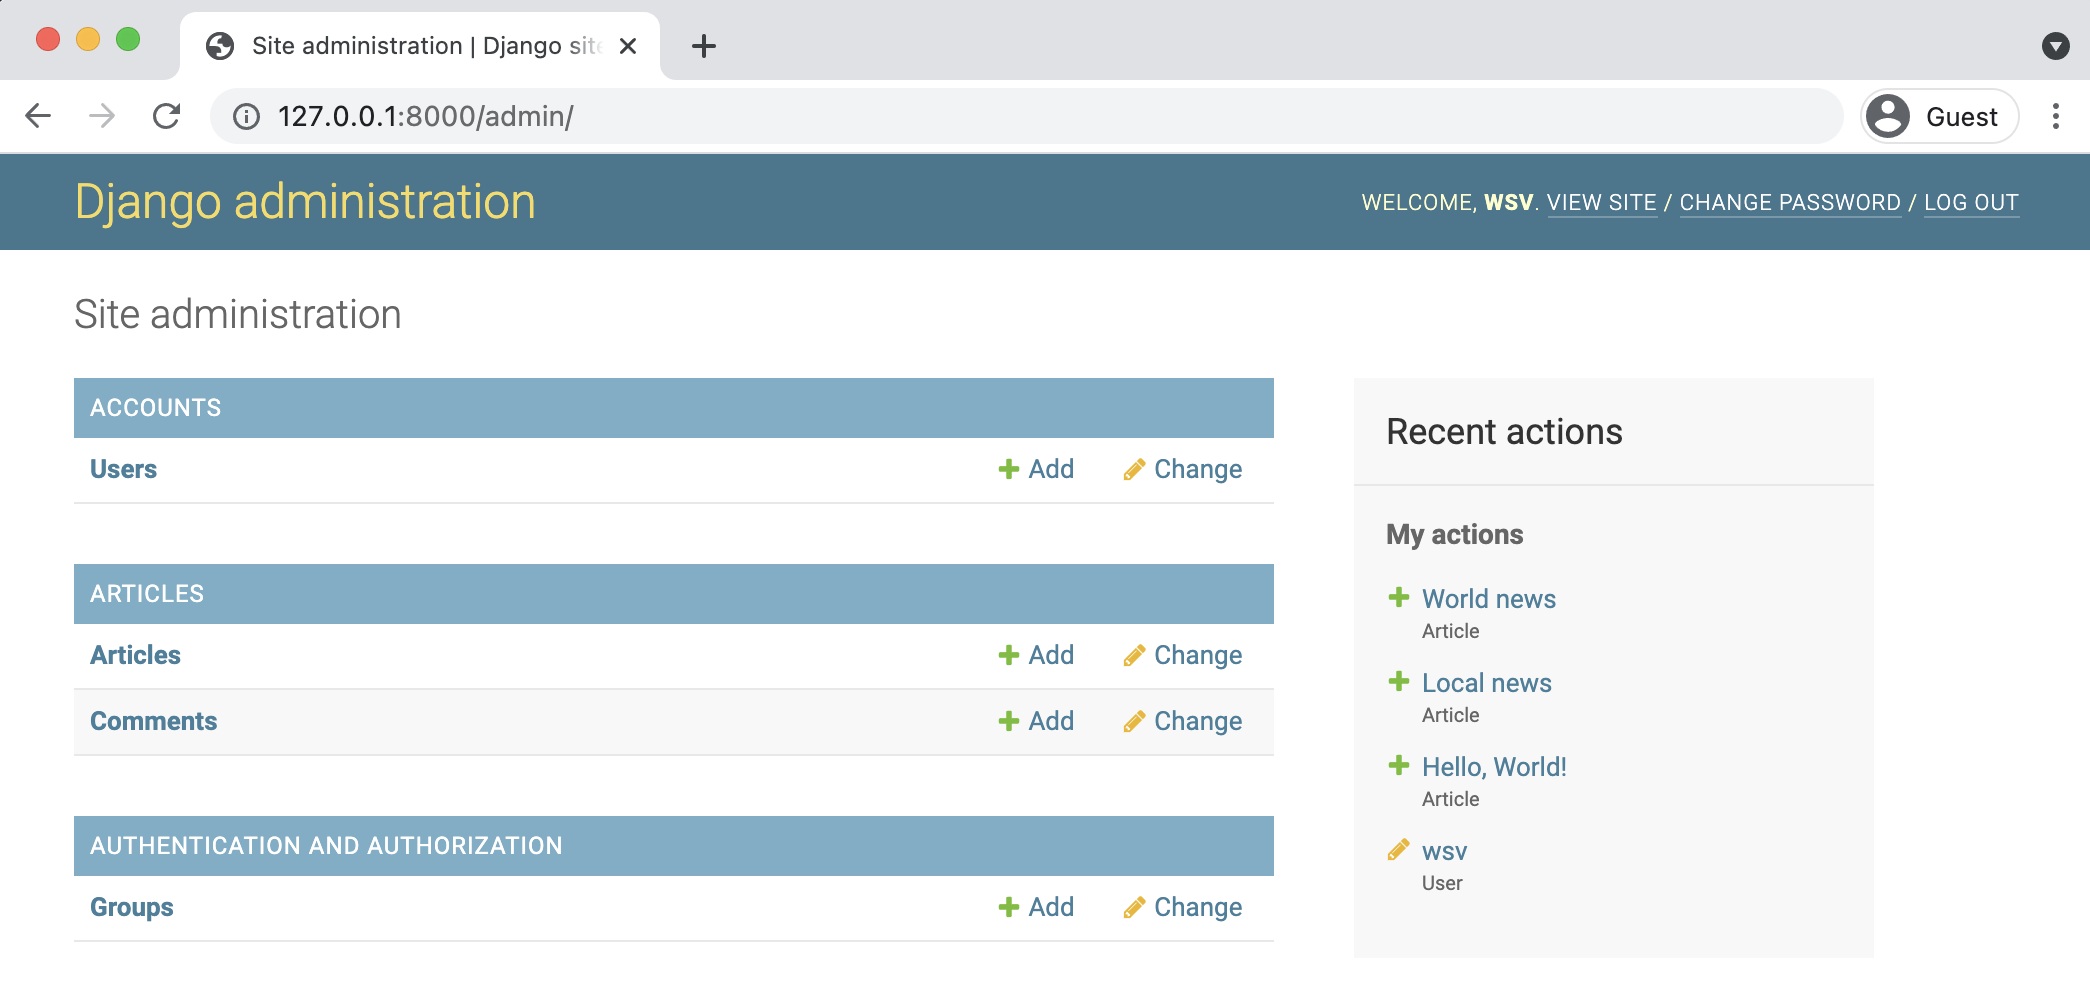 Site administration | Django site
127.0.0.1:8000/admin/
Guest
Django administration
WELCOME, WSV. VIEW SITE / CHANGE PASSWORD / LOG OUT
Site administration
ACCOUNTS
Users Add Change
ARTICLES
Articles Add Change
Comments Add Change
AUTHENTICATION AND AUTHORIZATION
Groups Add Change
Recent actions
My actions
World news
Article
Local news
Article
Hello, World!
Article
wsv
User